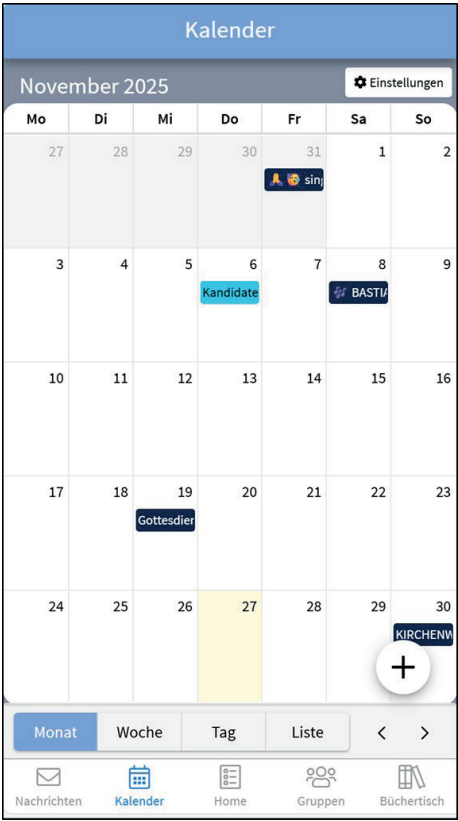 Kalender
November 2025
Einstellungen
Mo Di Mi Do Fr Sa So
27 28 29 30 31 1 2
sin
3 4 5 6 7 8 9
Kandidate BASTIA
10 11 12 13 14 15 16
17 18 19 20 21 22 23
Gottesdier
24 25 26 27 28 29 30
KIRCHENW
+
Monat Woche Tag Liste < >
Nachrichten Kalender Home Gruppen Büchertisch